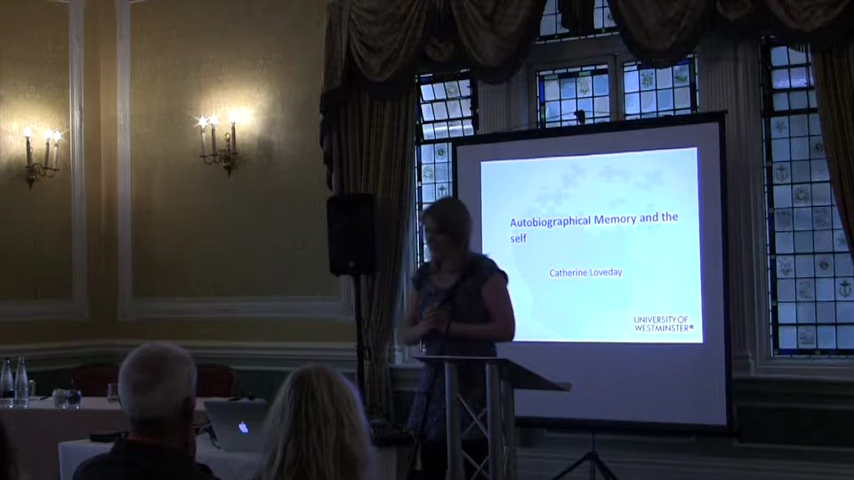 Autobiographical Memory and the
self
Catherine Loveday
UNIVERSITY OF
WESTMINSTER